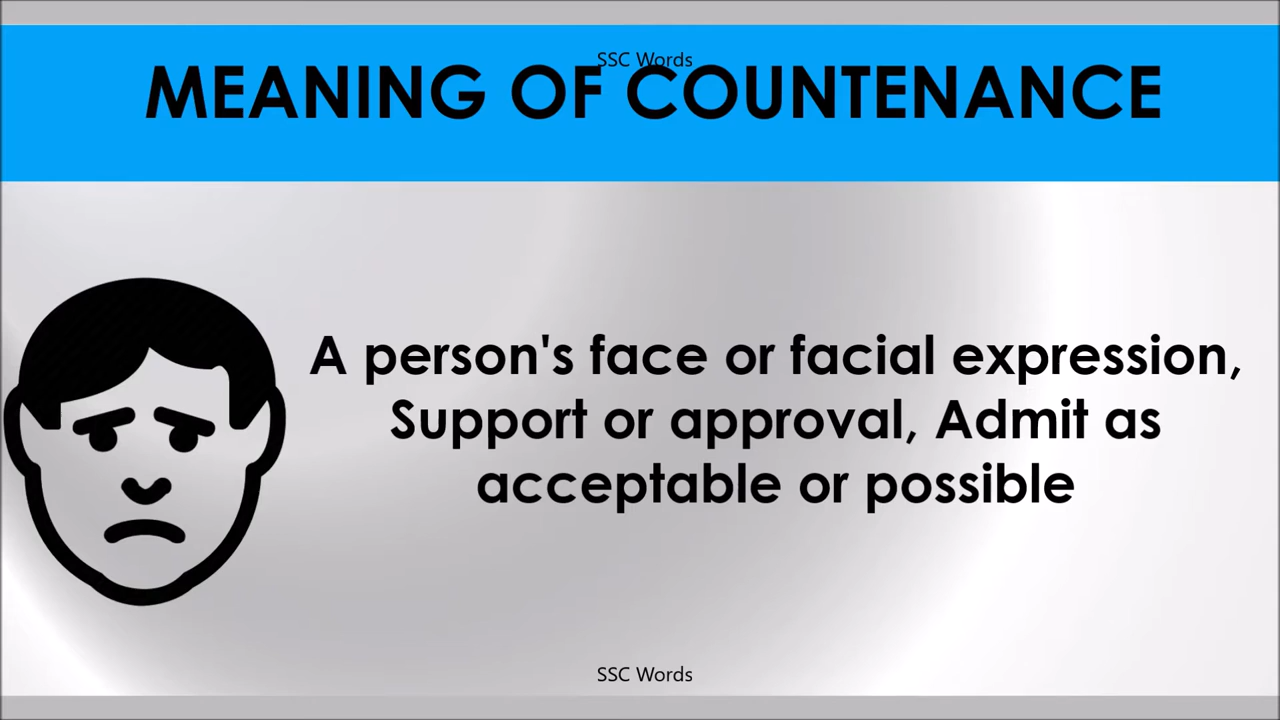 SSC Words
MEANING OF COUNTENANCE
A person's face or facial expression,
Support or approval, Admit as
acceptable or possible
SSC Words